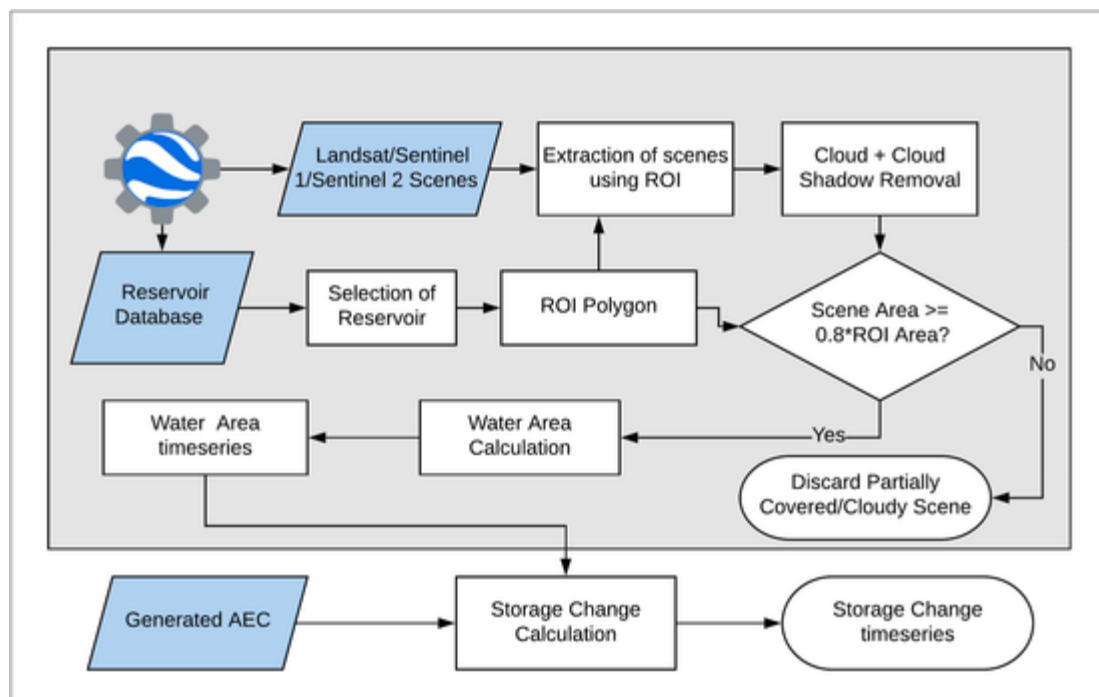 Landsat/Sentinel
1/Sentinel 2 Scenes
Extraction of scenes
using ROI
Cloud + Cloud
Shadow Removal
Reservoir
Database
Selection of
Reservoir
ROI Polygon
Scene Area >=
0.8*ROI Area?
No
Yes
Water Area
Calculation
Water Area
timeseries
Discard Partially
Covered/Cloudy Scene
Generated AEC
Storage Change
Calculation
Storage Change
timeseries